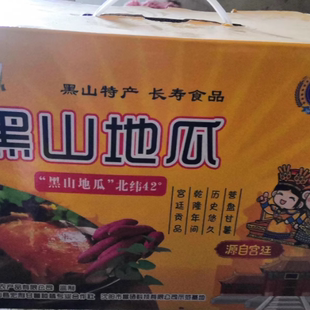 黑山特产 长寿食品
黑山地瓜
“黑山地瓜”北纬42°
紫盘甘薯
历史悠久
乾隆年间
宫廷贡品
源自宫廷